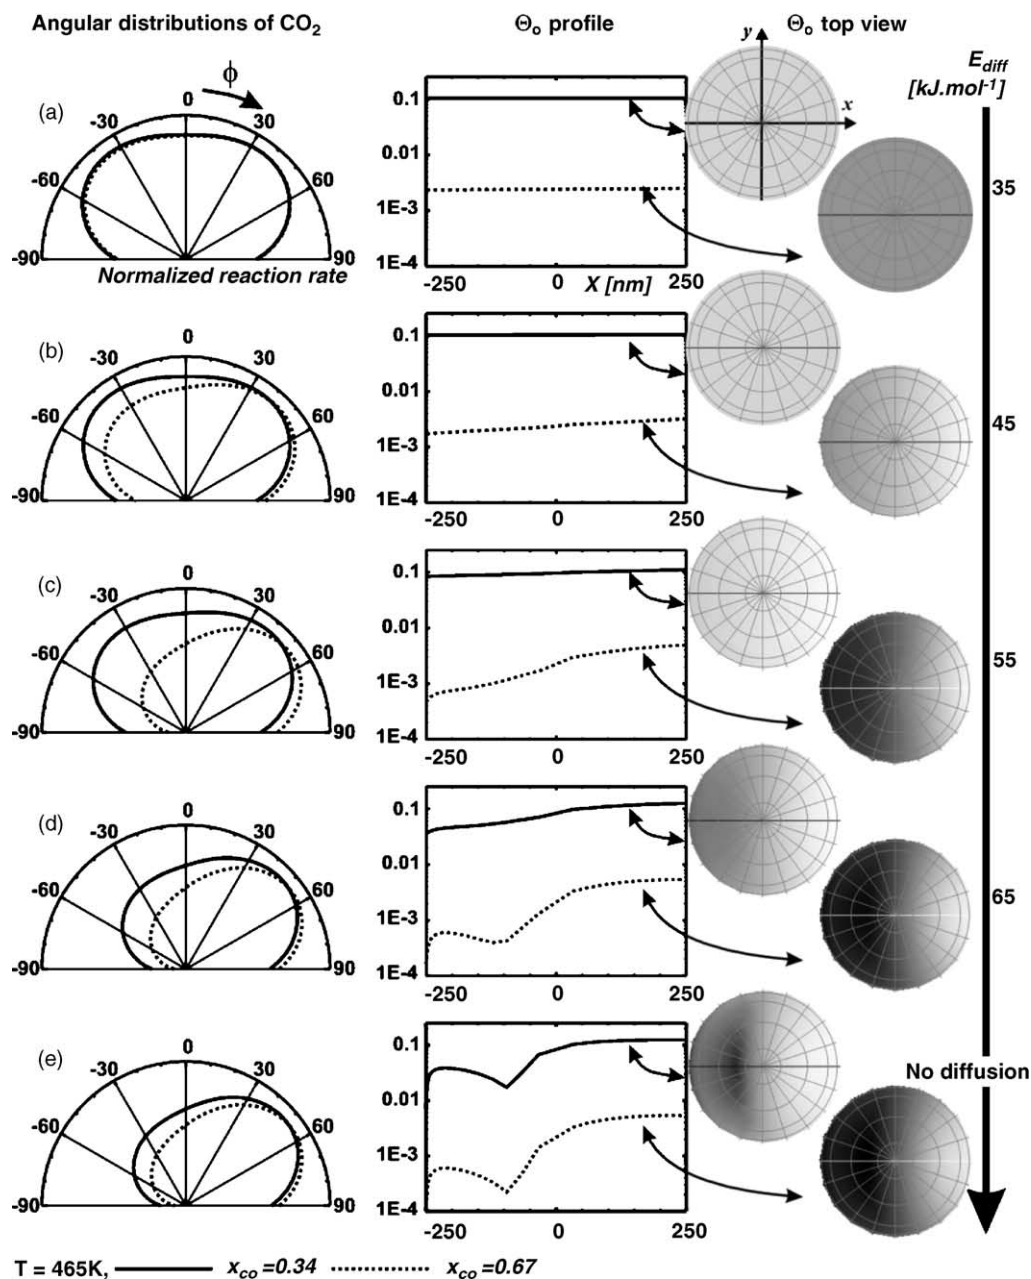 Angular distributions of CO2
Θo profile
Θo top view
Ediff
[kJ.mol-1]
(a)
ϕ
-90
-60
-30
0
30
60
90
Normalized reaction rate
0.1
0.01
1E-3
1E-4
-250
0
250
X [nm]
y
x
35
(b)
-90
-60
-30
0
30
60
90
0.1
0.01
1E-3
1E-4
-250
0
250
45
(c)
-90
-60
-30
0
30
60
90
0.1
0.01
1E-3
1E-4
-250
0
250
55
(d)
-90
-60
-30
0
30
60
90
0.1
0.01
1E-3
1E-4
-250
0
250
65
(e)
-90
-60
-30
0
30
60
90
0.1
0.01
1E-3
1E-4
-250
0
250
No diffusion
T = 465K, xco =0.34 xco =0.67